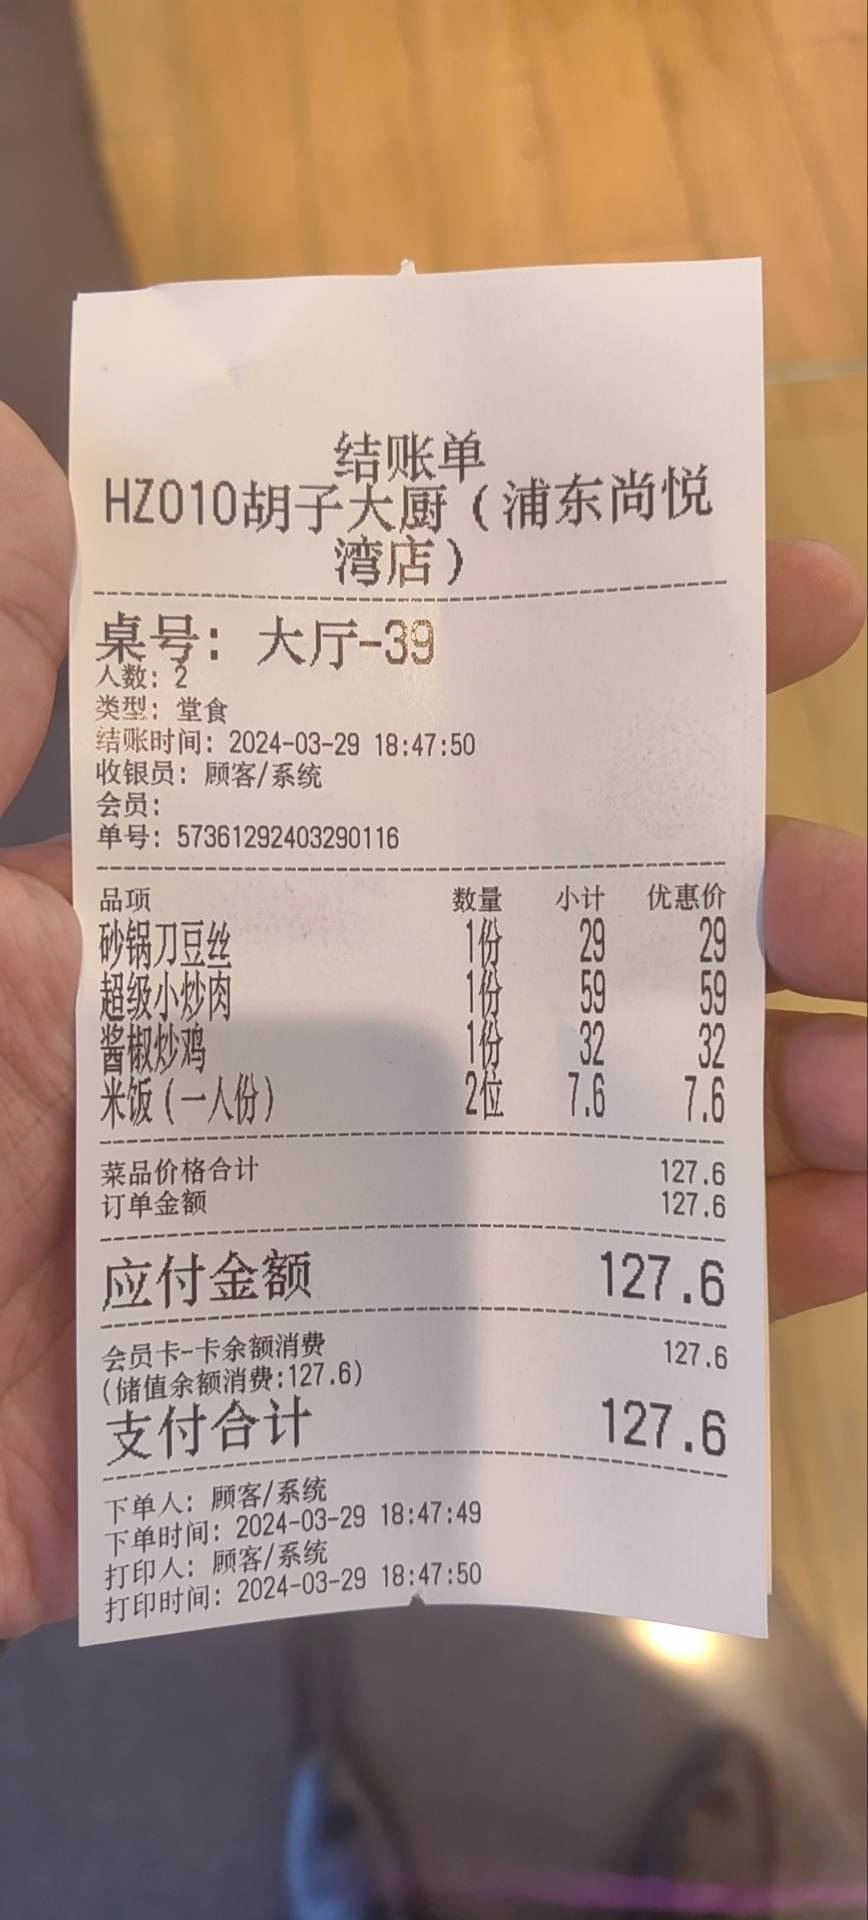 结账单
HZ010胡子大厨（浦东尚悦
湾店）
桌号：大厅-39
人数：2
类型：堂食
结账时间：2024-03-29 18:47:50
收银员：顾客/系统
会员：
单号：57361292403290116
品项 数量 小计 优惠价
砂锅刀豆丝 1份 29 29
超级小炒肉 1份 59 59
酱椒炒鸡 1份 32 32
米饭（一人份） 2位 7.6 7.6
菜品价格合计 127.6
订单金额 127.6
应付金额 127.6
会员卡-卡余额消费 127.6
(储值余额消费:127.6)
支付合计 127.6
下单人：顾客/系统
下单时间：2024-03-29 18:47:49
打印人：顾客/系统
打印时间：2024-03-29 18:47:50